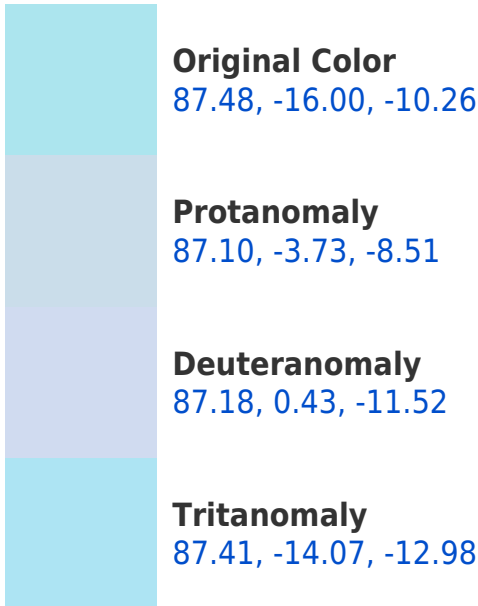 Original Color
87.48, -16.00, -10.26
Protanomaly
87.10, -3.73, -8.51
Deuteranomaly
87.18, 0.43, -11.52
Tritanomaly
87.41, -14.07, -12.98